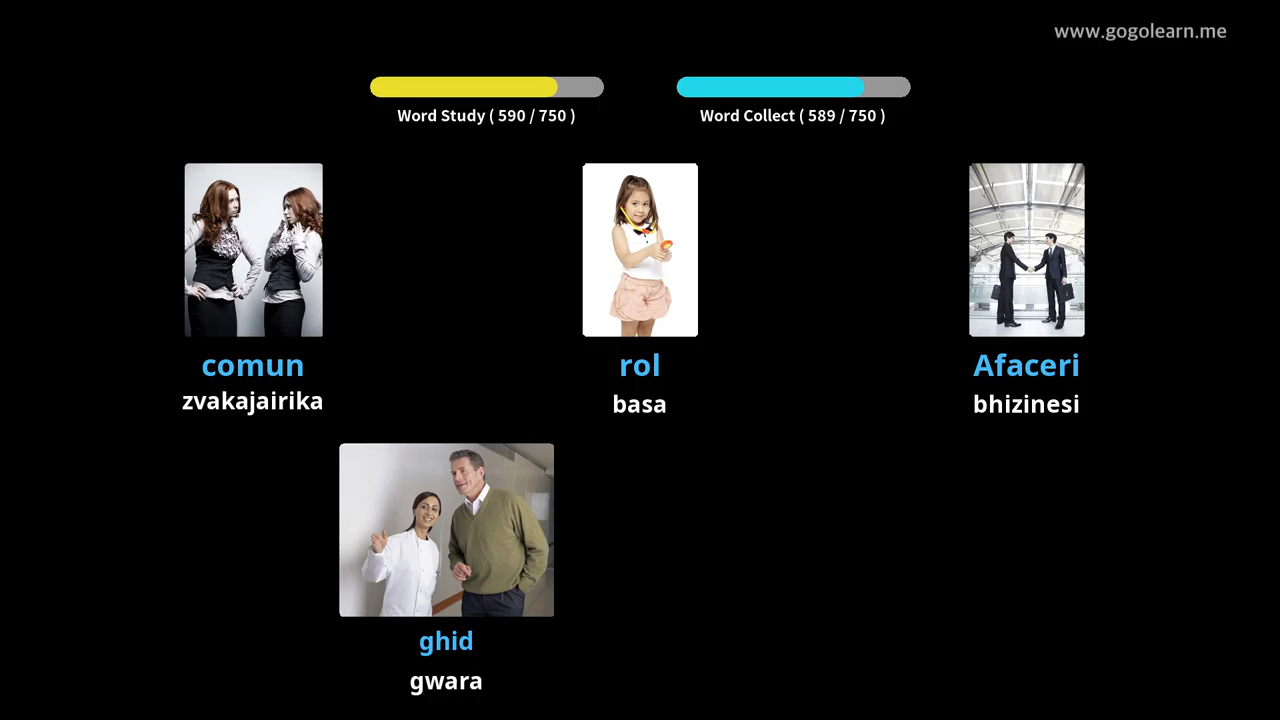 www.gogolearn.me
Word Study ( 590 / 750 )
Word Collect ( 589 / 750 )
comun
zvakajairika
rol
basa
Afaceri
bhizinesi
ghid
gwara